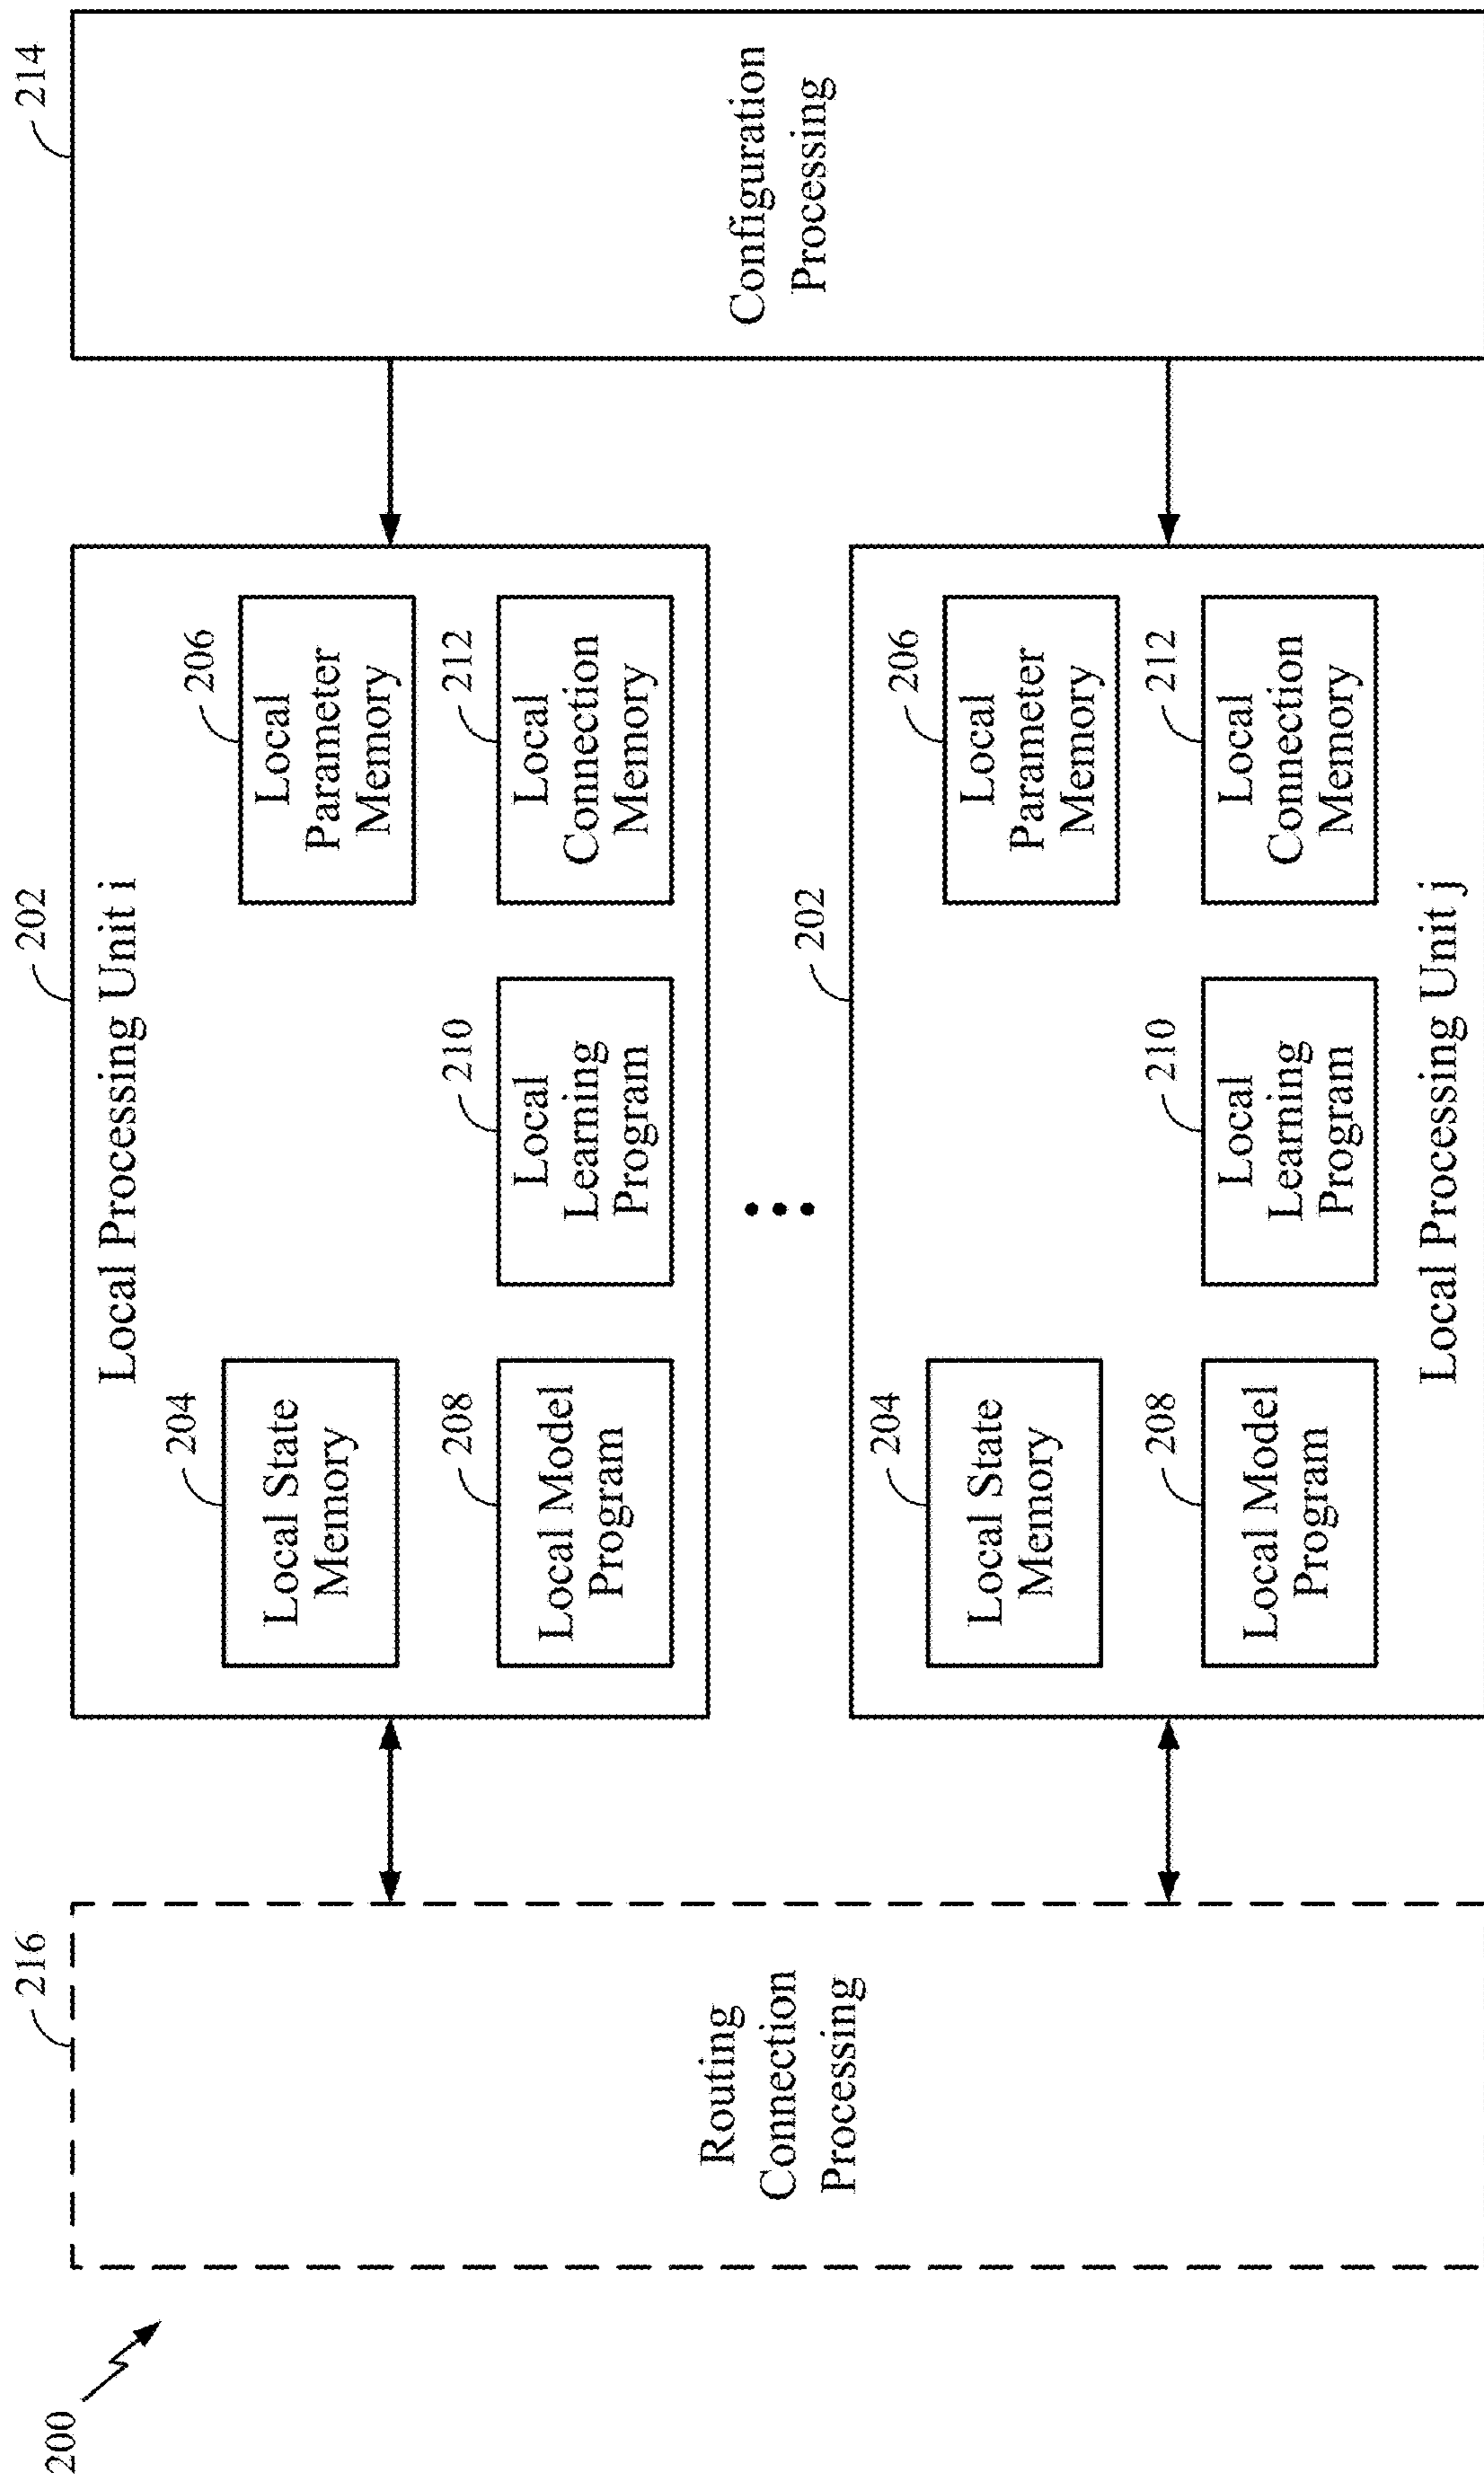 200
216
Routing
Connection
Processing
202
Local Processing Unit i
204
Local State
Memory
206
Local
Parameter
Memory
208
Local Model
Program
210
Local
Learning
Program
212
Local
Connection
Memory
202
204
Local State
Memory
206
Local
Parameter
Memory
208
Local Model
Program
210
Local
Learning
Program
212
Local
Connection
Memory
Local Processing Unit j
214
Configuration
Processing